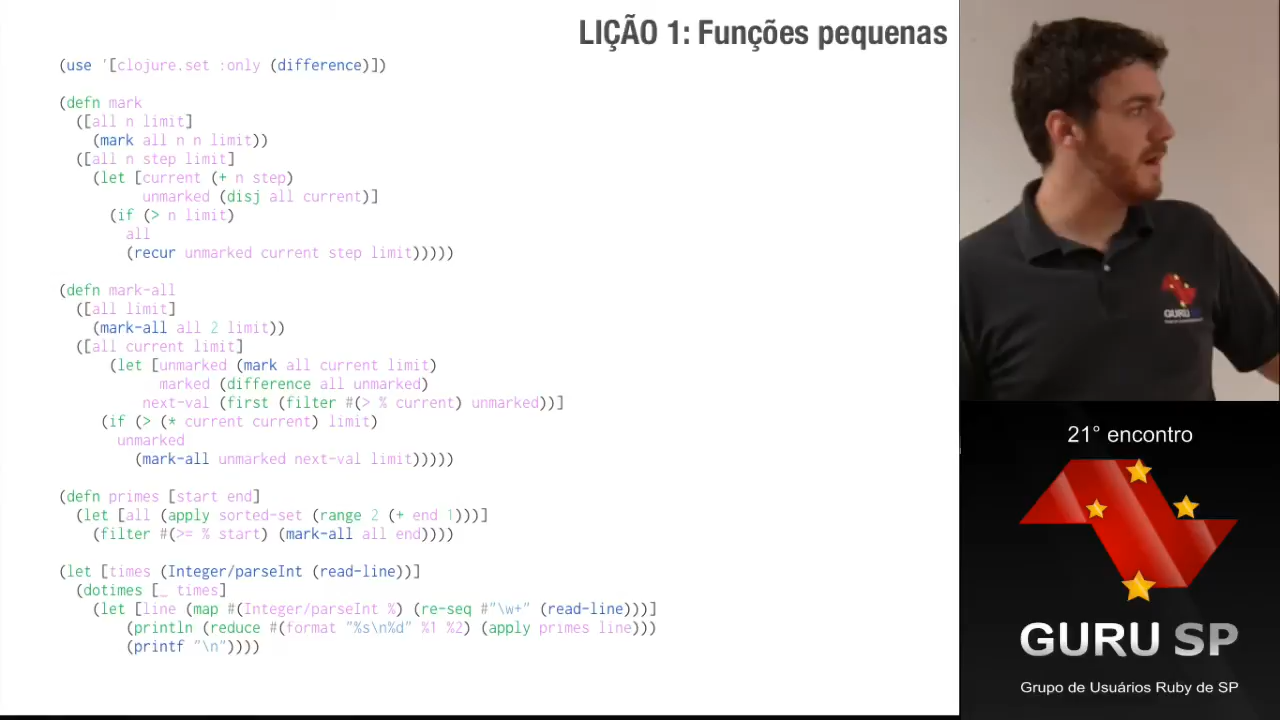 LIÇÃO 1: Funções pequenas
(use '[clojure.set :only (difference)])
(defn mark
([all n limit]
(mark all n n limit))
([all n step limit]
(let [current (+ n step)
unmarked (disj all current)]
(if (> n limit)
all
(recur unmarked current step limit)))))
(defn mark-all
([all limit]
(mark-all all 2 limit))
([all current limit]
(let [unmarked (mark all current limit)
marked (difference all unmarked)
next-val (first (filter #(> % current) unmarked))]
(if (> (* current current) limit)
unmarked
(mark-all unmarked next-val limit)))))
(defn primes [start end]
(let [all (apply sorted-set (range 2 (+ end 1)))]
(filter #(>= % start) (mark-all all end))))
(let [times (Integer/parseInt (read-line))]
(dotimes [_ times]
(let [line (map #(Integer/parseInt %) (re-seq #"\w+" (read-line)))]
(println (reduce #(format "%s\n%d" %1 %2) (apply primes line)))
(printf "\n"))))
GURU SP
21° encontro
GURU SP
Grupo de Usuários Ruby de SP